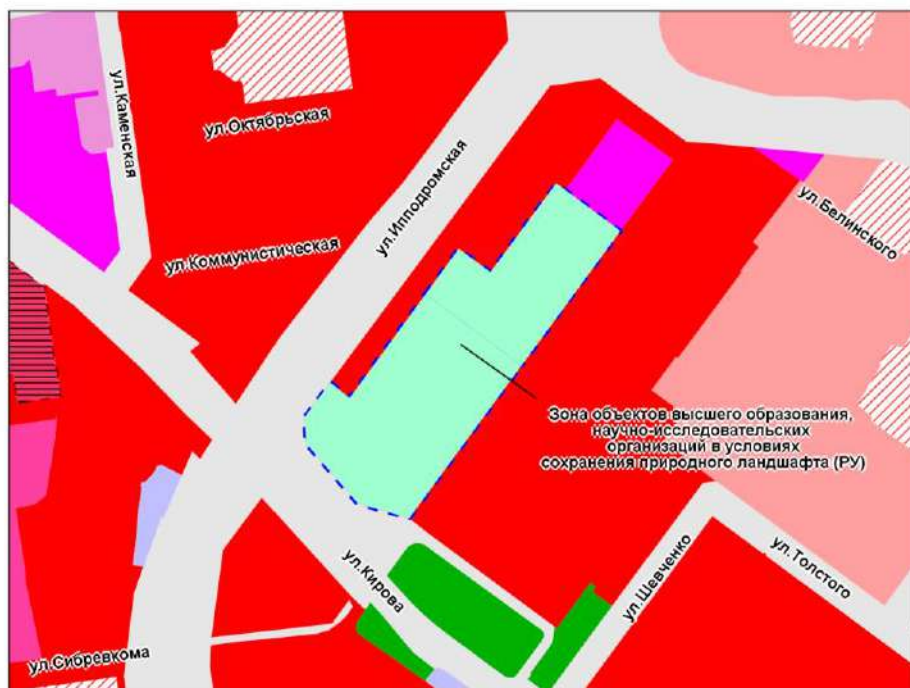 ул.Каменская
ул.Октябрьская
ул.Ипподромская
ул.Белинского
ул.Коммунистическая
Зона объектов высшего образования,
научно-исследовательских
организаций в условиях
сохранения природного ландшафта (РУ)
ул.Толстого
ул.Шевченко
ул.Кирова
ул.Сибревкома